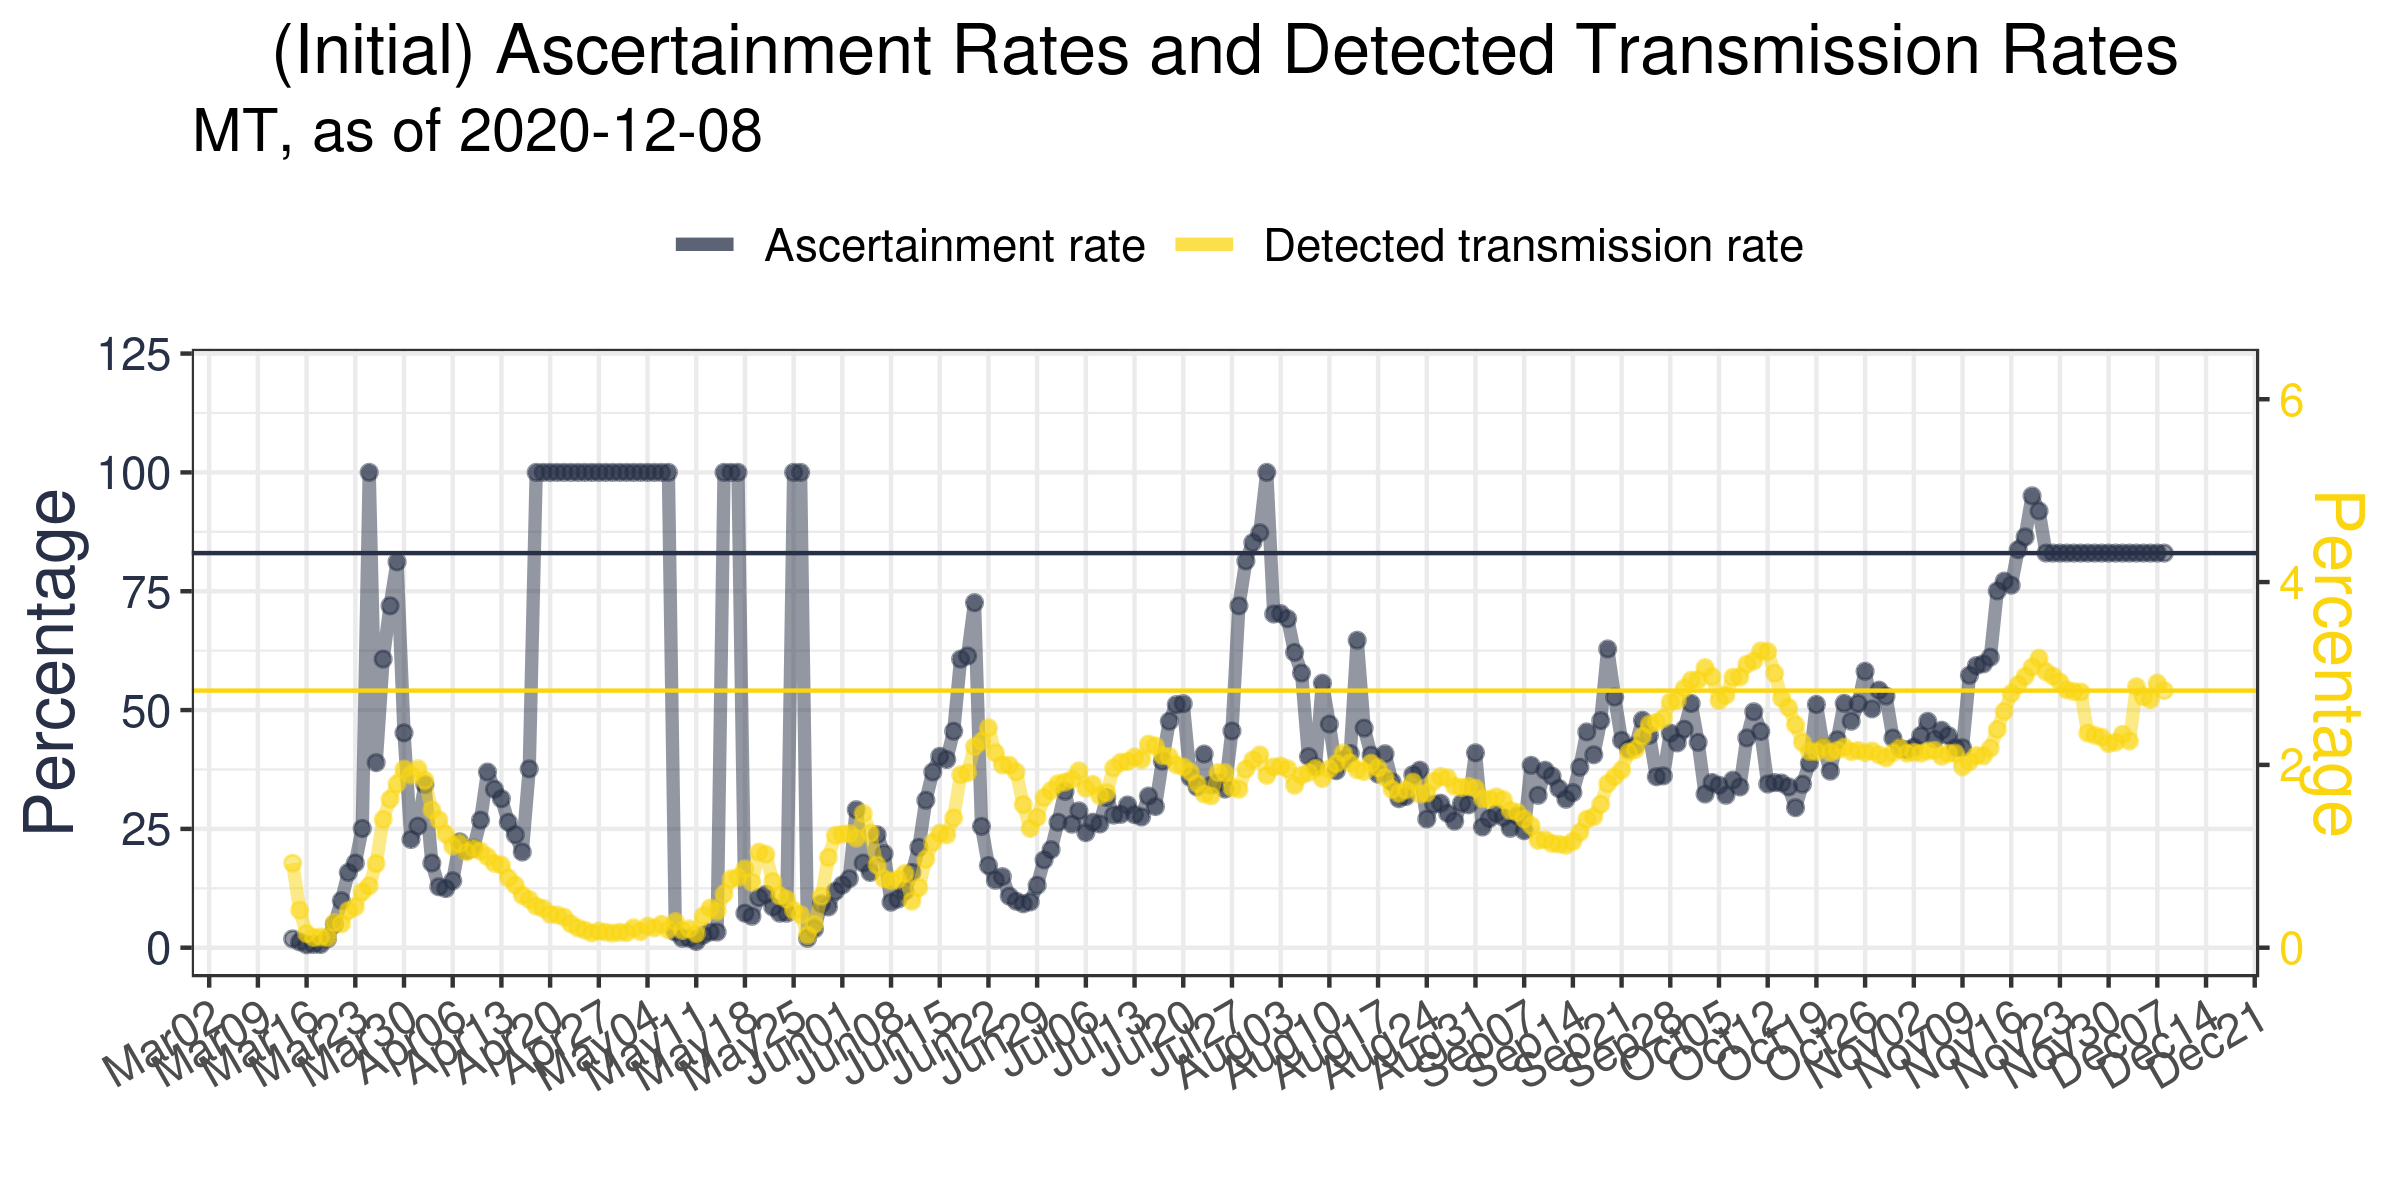 (Initial) Ascertainment Rates and Detected Transmission Rates
MT, as of 2020-12-08
Ascertainment rate
Detected transmission rate
125
100
75
50
25
0
Percentage
6
4
2
0
Percentage
Mar02
Mar09
Mar16
Mar23
Mar30
Apr06
Apr13
Apr20
Apr27
May04
May11
May18
May25
Jun01
Jun08
Jun15
Jun22
Jun29
Jul06
Jul13
Jul20
Jul27
Aug03
Aug10
Aug17
Aug24
Aug31
Sep07
Sep14
Sep21
Sep28
Oct05
Oct12
Oct19
Oct26
Nov02
Nov09
Nov16
Nov23
Nov30
Dec07
Dec14
Dec21